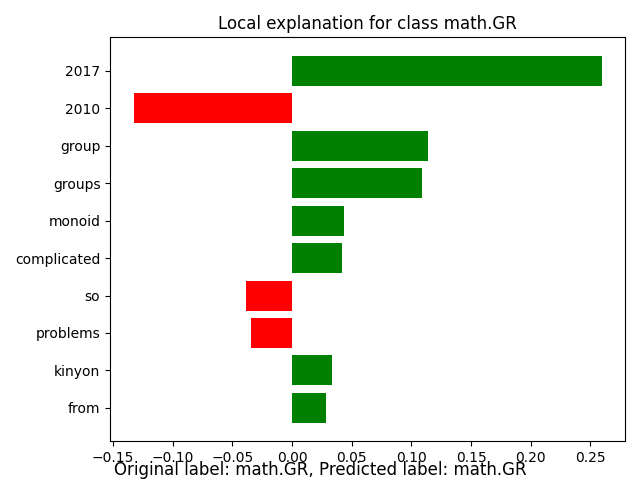 Local explanation for class math.GR
2017
2010
group
groups
monoid
complicated
so
problems
kinyon
from
−0.15 −0.10 −0.05 0.00 0.05 0.10 0.15 0.20 0.25
Original label: math.GR, Predicted label: math.GR